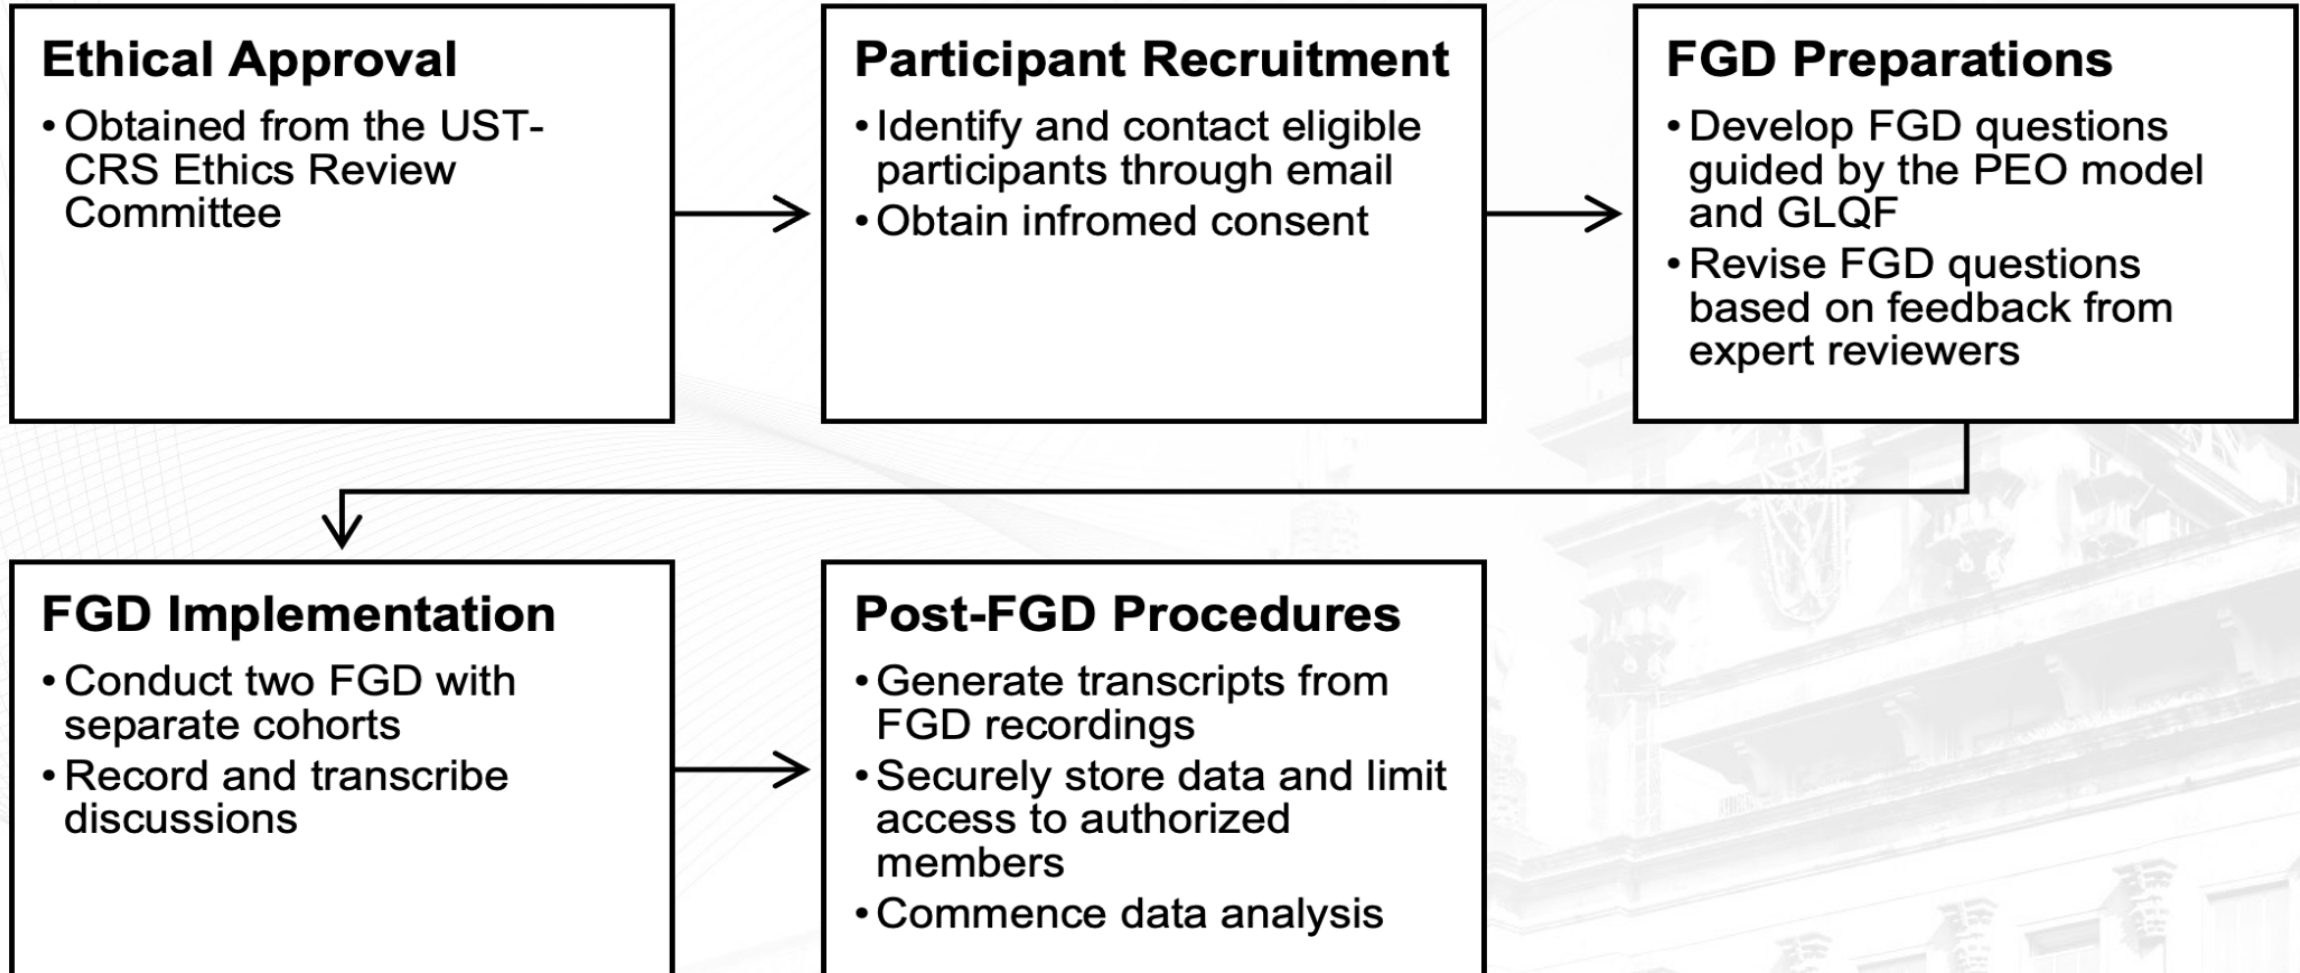 Ethical Approval
• Obtained from the UST-
CRS Ethics Review
Committee
Participant Recruitment
• Identify and contact eligible
participants through email
• Obtain infromed consent
FGD Preparations
• Develop FGD questions
guided by the PEO model
and GLQF
• Revise FGD questions
based on feedback from
expert reviewers
FGD Implementation
• Conduct two FGD with
separate cohorts
• Record and transcribe
discussions
Post-FGD Procedures
• Generate transcripts from
FGD recordings
• Securely store data and limit
access to authorized
members
• Commence data analysis